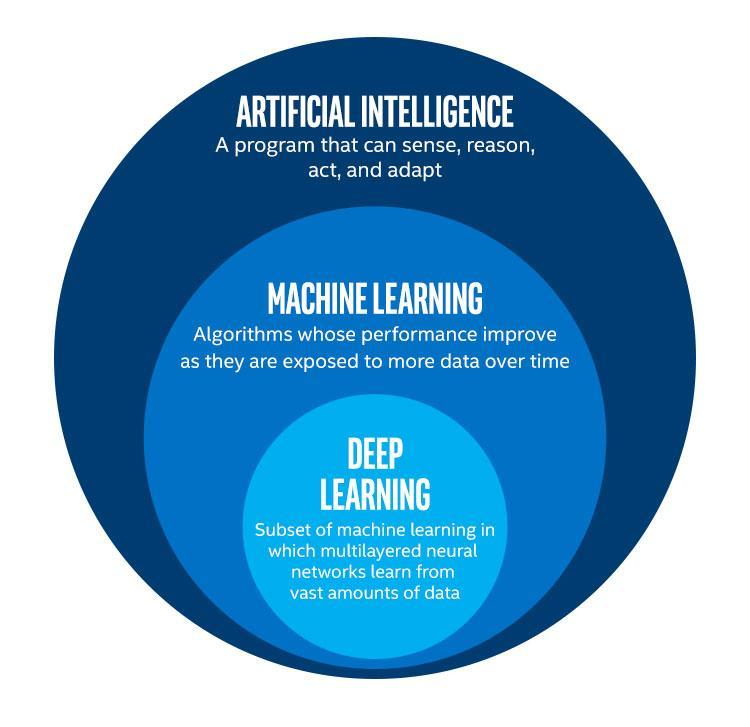 ARTIFICIAL INTELLIGENCE
A program that can sense, reason,
act, and adapt
MACHINE LEARNING
Algorithms whose performance improve
as they are exposed to more data over time
DEEP
LEARNING
Subset of machine learning in
which multilayered neural
networks learn from
vast amounts of data